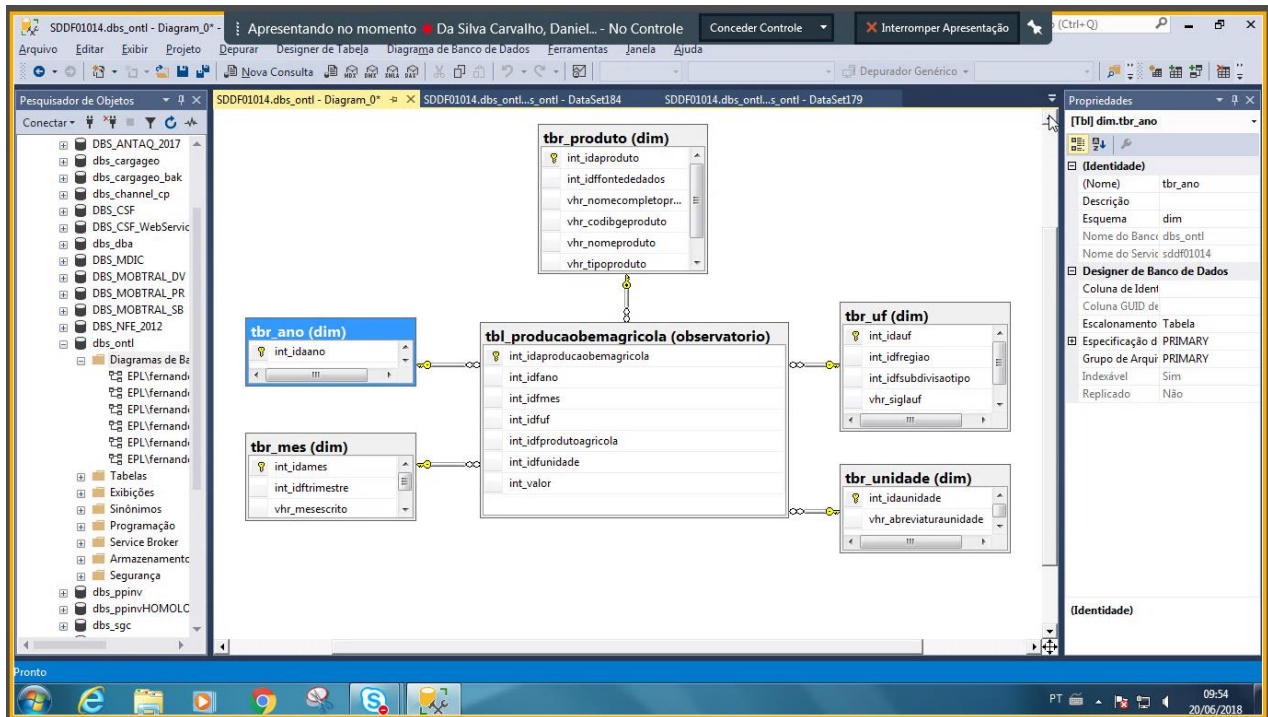 SDDF01014.dbs_ontl - Diagram_0* -
Apresentando no momento
Da Silva Carvalho, Daniel... - No Controle
Conceder Controle
Interromper Apresentação
(Ctrl+Q)
Arquivo Editar Exibir Projeto Depurar Designer de Tabela Diagrama de Banco de Dados Ferramentas Janela Ajuda
Nova Consulta
Depurador Genérico
Pesquisador de Objetos
SDDF01014.dbs_ontl - Diagram_0*
SDDF01014.dbs_ontl...s_ontl - DataSet184
SDDF01014.dbs_ontl...s_ontl - DataSet179
Conectar
DBS_ANTAQ_2017
dbs_cargageo
dbs_cargageo_bak
dbs_channel_cp
DBS_CSF
DBS_CSF_WebServic
dbs_dba
DBS_MDIC
DBS_MOBTRAL_DV
DBS_MOBTRAL_PR
DBS_MOBTRAL_SB
DBS_NFE_2012
dbs_ontl
Diagramas de Ba
EPL\fernand
EPL\fernand
EPL\fernand
EPL\fernand
EPL\fernand
Tabelas
Exibições
Sinônimos
Programação
Service Broker
Armazenamento
Segurança
dbs_ppinv
dbs_ppinvHOMOLO
dbs_sgc
tbr_produto (dim)
int_idaproduto
int_idffontededados
vhr_nomecompletopr...
vhr_codibgeproduto
vhr_nomeproduto
vhr_tipoproduto
tbr_ano (dim)
int_idaano
tbr_mes (dim)
int_idames
int_idftrimestre
vhr_mesescrito
tbl_producaobemagricola (observatorio)
int_idaproducaobemagricola
int_idfano
int_idfmes
int_idfuf
int_idfprodutoagricola
int_idfunidade
int_valor
tbr_uf (dim)
int_idauf
int_idfregiao
int_idfsubdivisaotipo
vhr_siglauf
tbr_unidade (dim)
int_idaunidade
vhr_abreviaturaunidade
Propriedades
[Tbl] dim.tbr_ano
(Identidade)
(Nome) tbr_ano
Descrição
Esquema dim
Nome do Banc dbs_ontl
Nome do Servic sddf01014
Designer de Banco de Dados
Coluna de Ident
Coluna GUID de
Escalonamento Tabela
Especificação d PRIMARY
Grupo de Arqui PRIMARY
Indexável Sim
Replicado Não
(Identidade)
Pronto
PT
09:54
20/06/2018